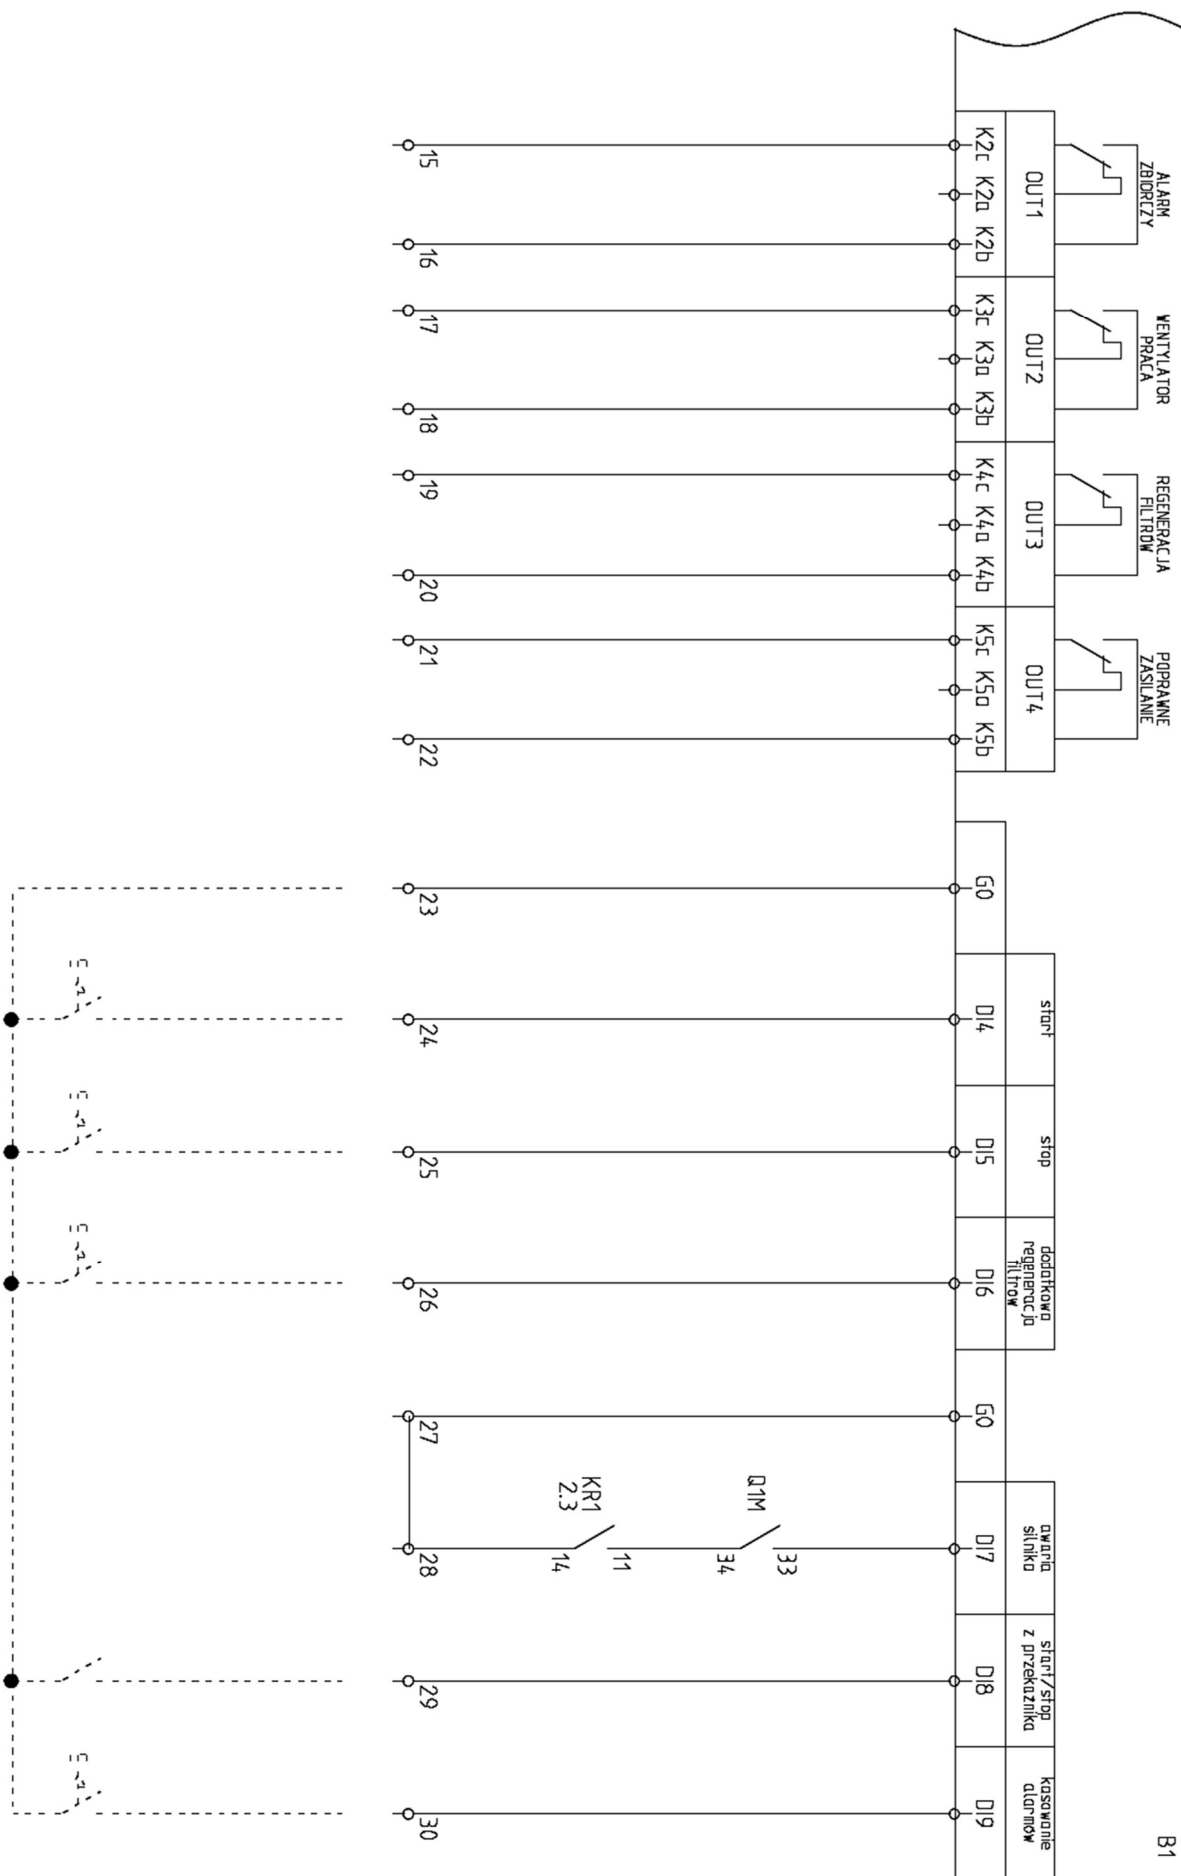 B1
ALARM
ZBIORCZY
WENTYLATOR
PRACA
REGENERACJA
FILTRÓW
POPRAWNE
ZASILANIE
OUT1
OUT2
OUT3
OUT4
start
stop
dodatkowa
regeneracja
filtrów
awaria
silnika
start/stop
z przekaźnika
kasowanie
alarmów
K2c K2a K2b
K3c K3a K3b
K4c K4a K4b
K5c K5a K5b
G0
DI4
DI5
DI6
G0
DI7
DI8
DI9
Q1M
33
34
KR1
2.3
11
14
15
16
17
18
19
20
21
22
23
24
25
26
27
28
29
30